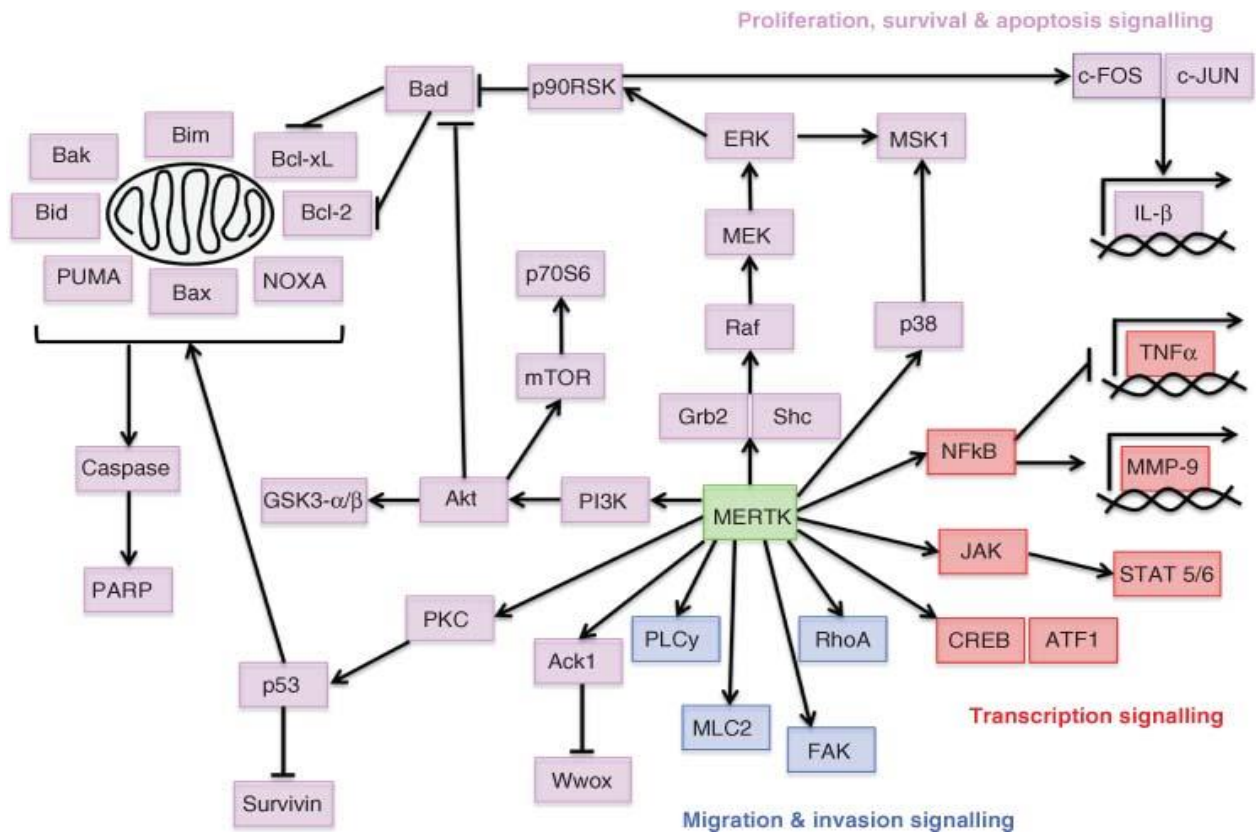 Proliferation, survival & apoptosis signalling
Bad
p90RSK
c-FOS
c-JUN
Bim
Bak
Bcl-xL
ERK
MSK1
Bid
Bcl-2
IL-β
MEK
PUMA
Bax
NOXA
p70S6
Raf
p38
TNFα
mTOR
Grb2
Shc
NFkB
MMP-9
Caspase
GSK3-α/β
Akt
PI3K
MERTK
JAK
STAT 5/6
PARP
PKC
PLCy
RhoA
CREB
ATF1
Ack1
p53
MLC2
FAK
Transcription signalling
Wwox
Survivin
Migration & invasion signalling